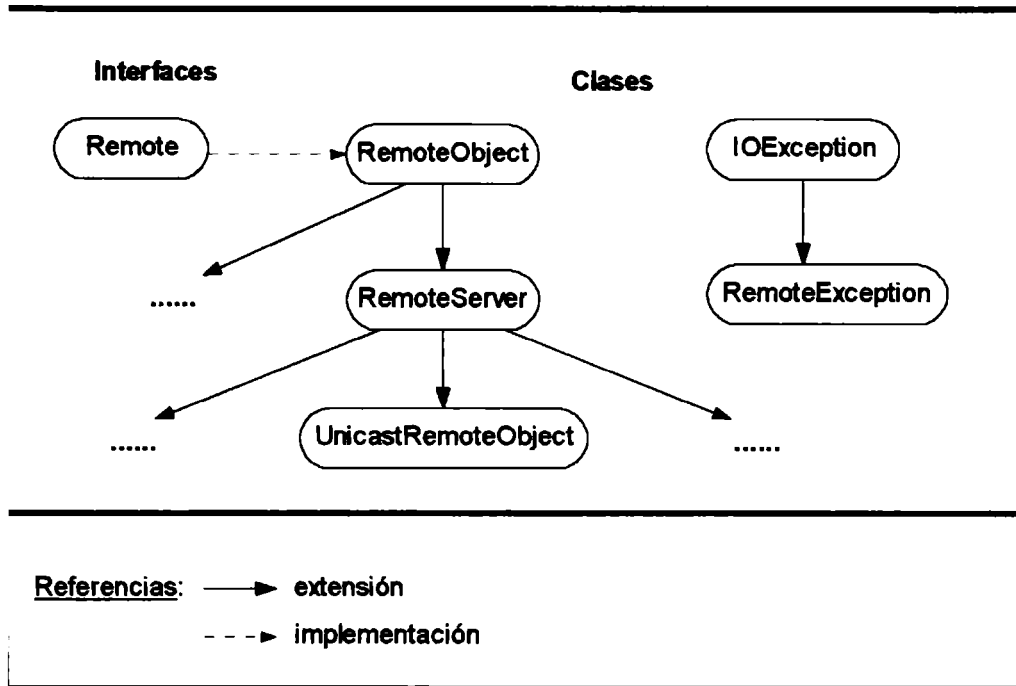 Interfaces
Clases
Remote
RemoteObject
IOException
......
RemoteServer
RemoteException
......
UnicastRemoteObject
......
Referencias: extensión
implementación